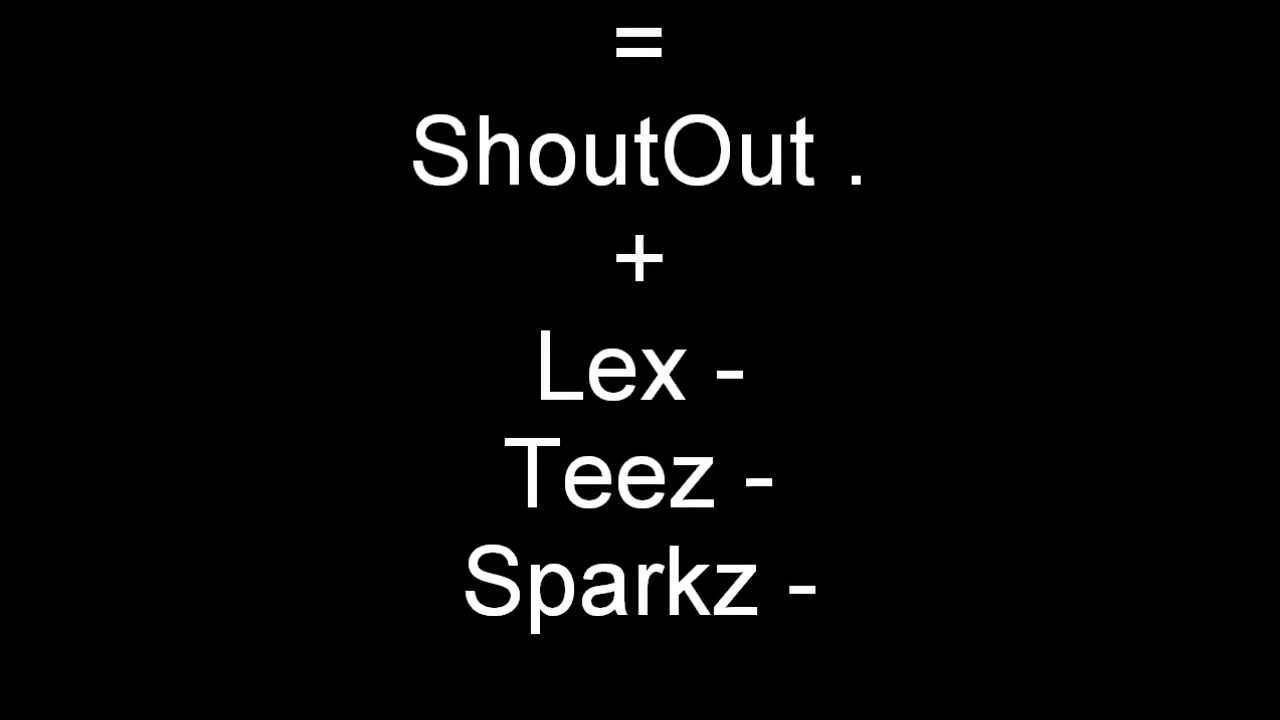 =
ShoutOut .
+
Lex -
Teez -
Sparkz -